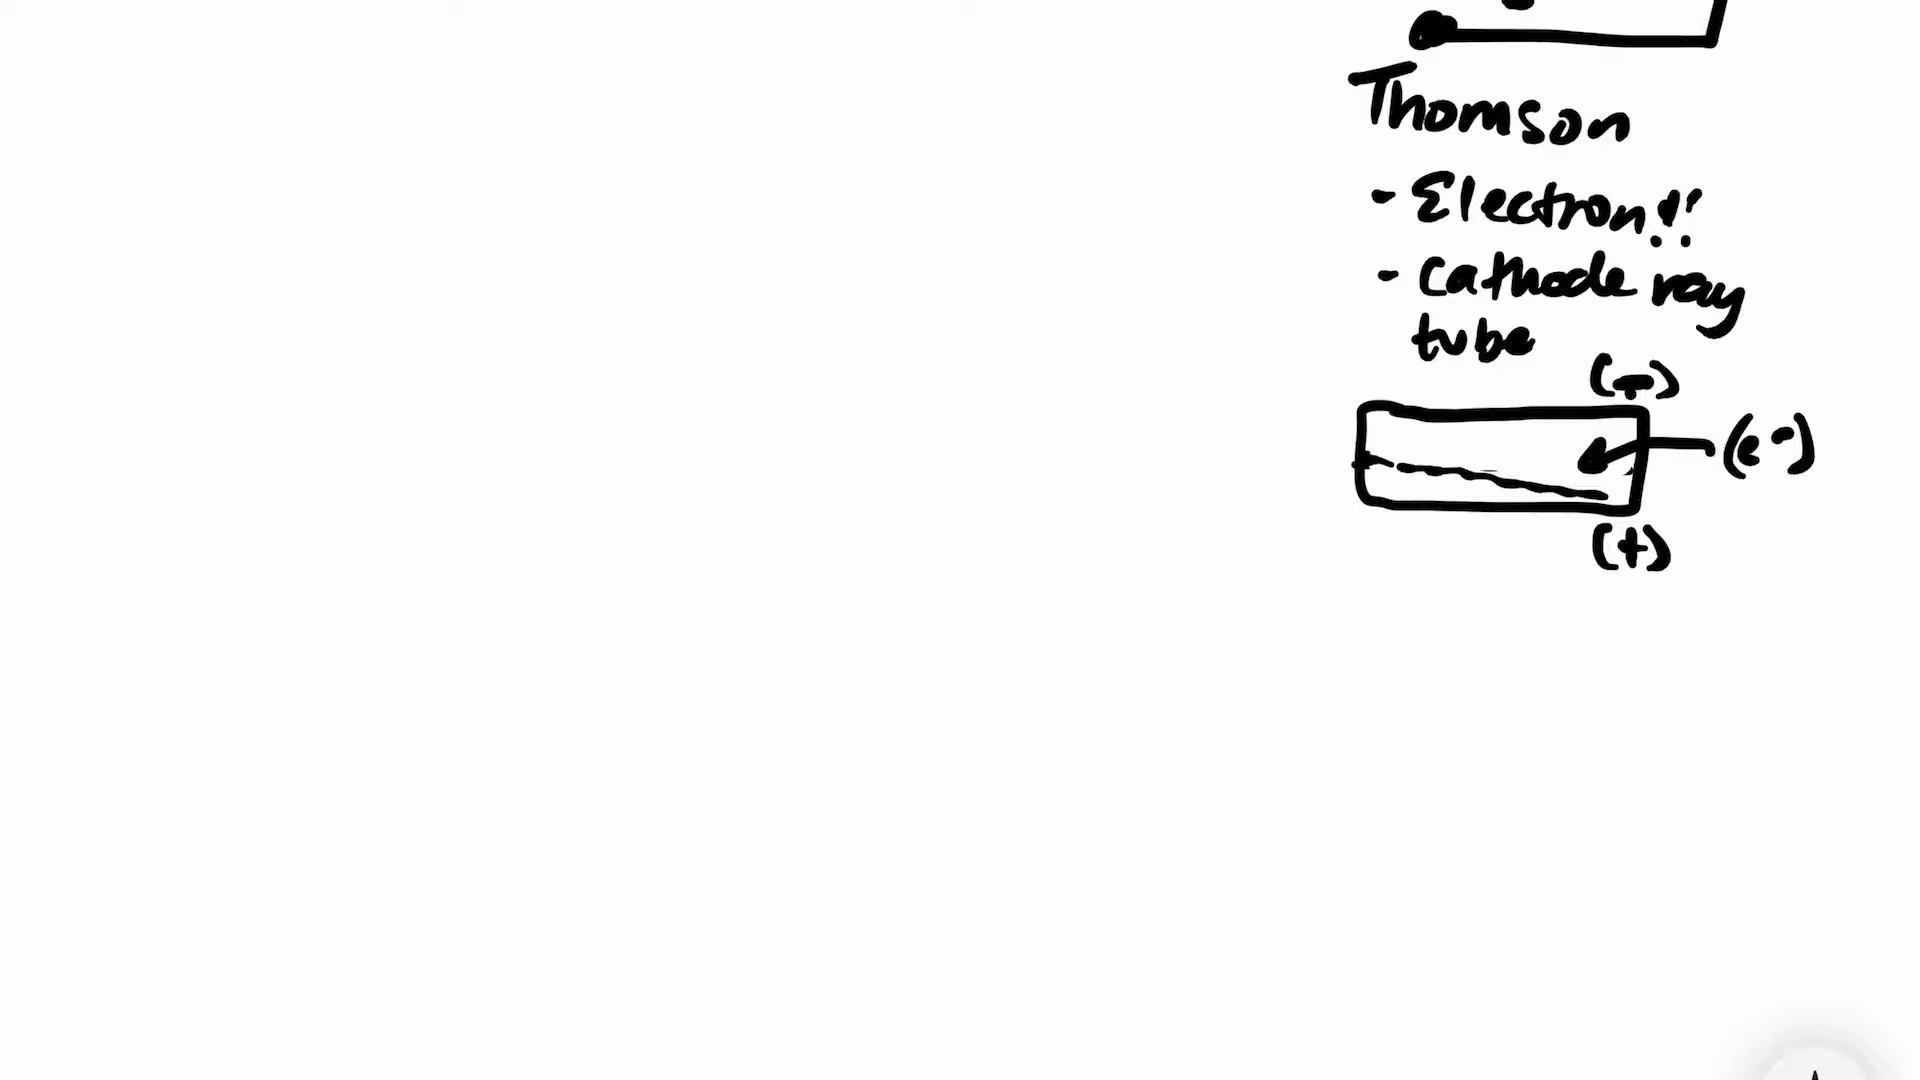 Thomson
- Electron!!
- Cathode ray
tube
(-)
(e⁻)
(+)